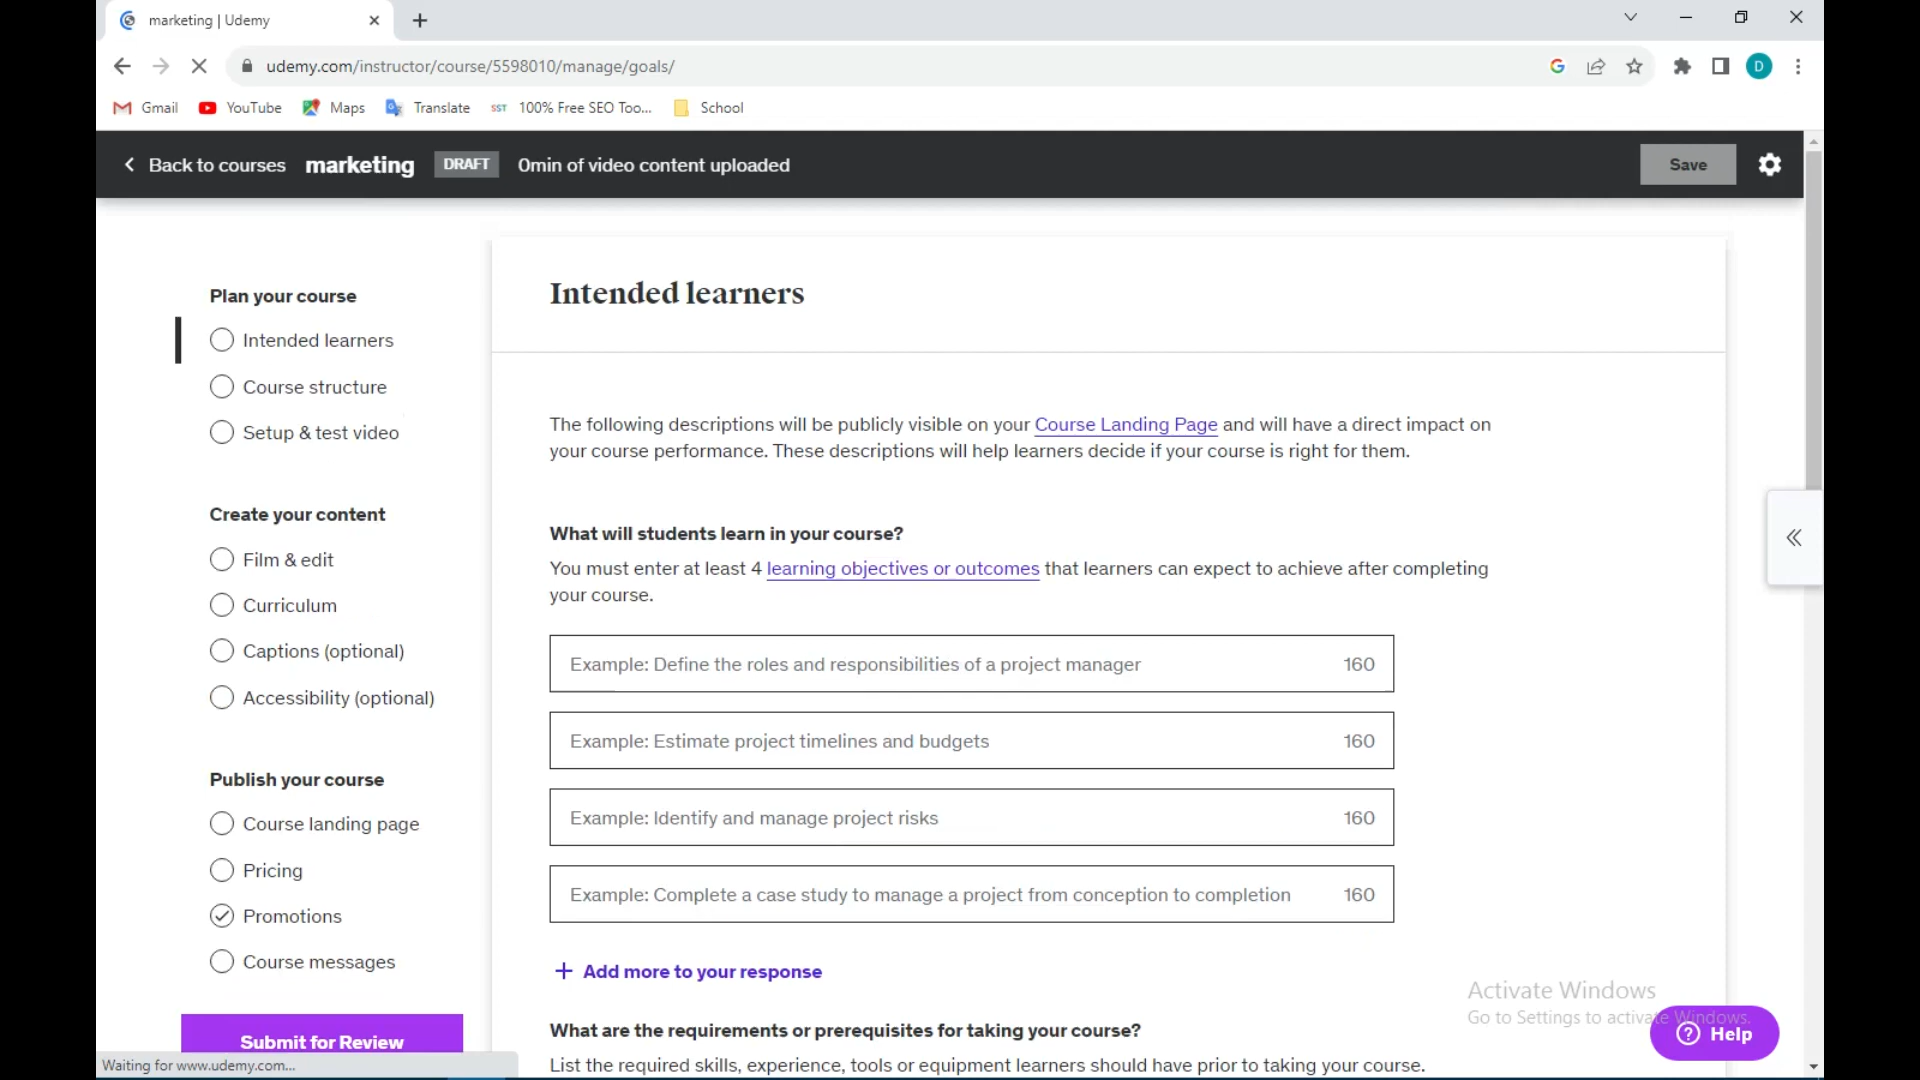 marketing | Udemy
udemy.com/instructor/course/5598010/manage/goals/
D
Gmail YouTube Maps Translate SST 100% Free SEO Too... School
Back to courses marketing DRAFT 0min of video content uploaded Save
Plan your course
Intended learners
Course structure
Setup & test video
Create your content
Film & edit
Curriculum
Captions (optional)
Accessibility (optional)
Publish your course
Course landing page
Pricing
Promotions
Course messages
Submit for Review
Waiting for www.udemy.com...
Intended learners
The following descriptions will be publicly visible on your Course Landing Page and will have a direct impact on
your course performance. These descriptions will help learners decide if your course is right for them.
What will students learn in your course?
You must enter at least 4 learning objectives or outcomes that learners can expect to achieve after completing
your course.
Example: Define the roles and responsibilities of a project manager 160
Example: Estimate project timelines and budgets 160
Example: Identify and manage project risks 160
Example: Complete a case study to manage a project from conception to completion 160
+ Add more to your response
What are the requirements or prerequisites for taking your course?
List the required skills, experience, tools or equipment learners should have prior to taking your course.
Activate Windows
Go to Settings to activate Windows.
? Help